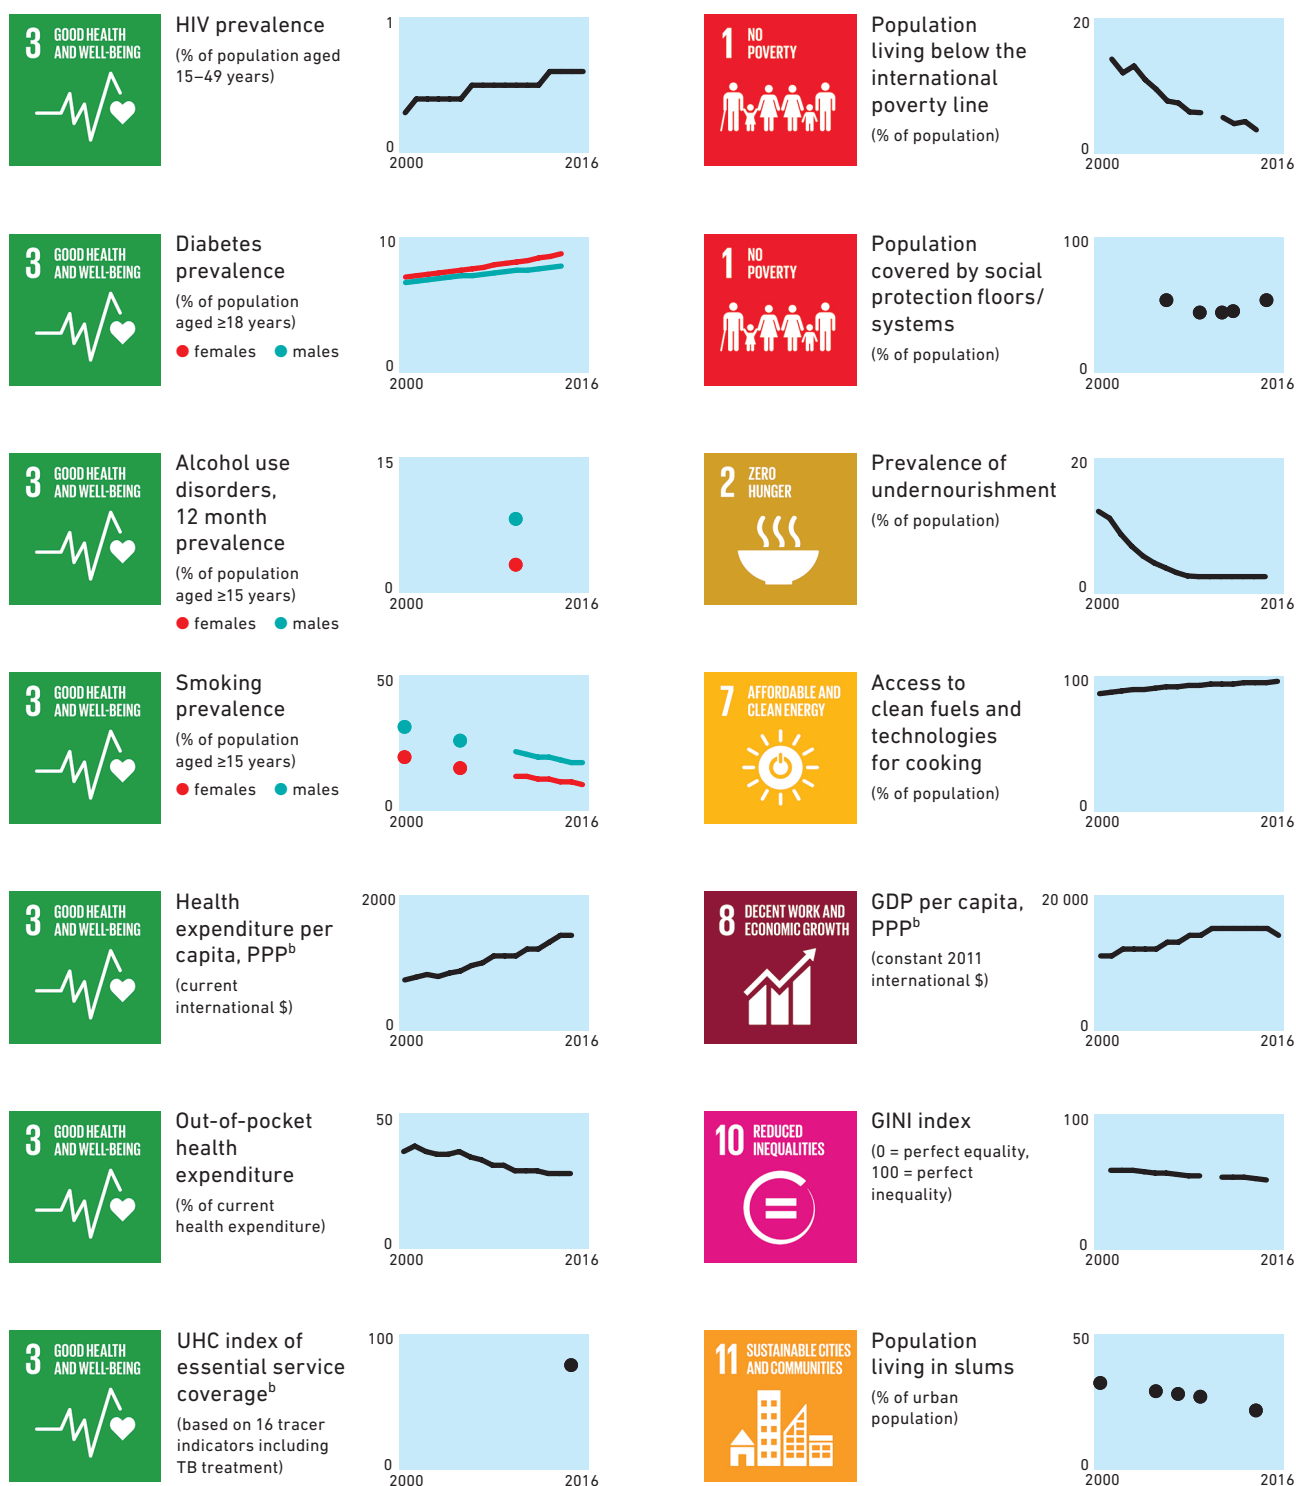 3 GOOD HEALTH
AND WELL-BEING
HIV prevalence
(% of population aged
15–49 years)
1
0
2000 2016
3 GOOD HEALTH
AND WELL-BEING
Diabetes
prevalence
(% of population
aged ≥18 years)
females males
10
0
2000 2016
3 GOOD HEALTH
AND WELL-BEING
Alcohol use
disorders,
12 month
prevalence
(% of population
aged ≥15 years)
females males
15
0
2000 2016
3 GOOD HEALTH
AND WELL-BEING
Smoking
prevalence
(% of population
aged ≥15 years)
females males
50
0
2000 2016
3 GOOD HEALTH
AND WELL-BEING
Health
expenditure per
capita, PPPᵇ
(current
international $)
2000
0
2000 2016
3 GOOD HEALTH
AND WELL-BEING
Out-of-pocket
health
expenditure
(% of current
health expenditure)
50
0
2000 2016
3 GOOD HEALTH
AND WELL-BEING
UHC index of
essential service
coverageᵇ
(based on 16 tracer
indicators including
TB treatment)
100
0
2000 2016
1 NO
POVERTY
Population
living below the
international
poverty line
(% of population)
20
0
2000 2016
1 NO
POVERTY
Population
covered by social
protection floors/
systems
(% of population)
100
0
2000 2016
2 ZERO
HUNGER
Prevalence of
undernourishment
(% of population)
20
0
2000 2016
7 AFFORDABLE AND
CLEAN ENERGY
Access to
clean fuels and
technologies
for cooking
(% of population)
100
0
2000 2016
8 DECENT WORK AND
ECONOMIC GROWTH
GDP per capita,
PPPᵇ
(constant 2011
international $)
20 000
0
2000 2016
10 REDUCED
INEQUALITIES
GINI index
(0 = perfect equality,
100 = perfect
inequality)
100
0
2000 2016
11 SUSTAINABLE CITIES
AND COMMUNITIES
Population
living in slums
(% of urban
population)
50
0
2000 2016